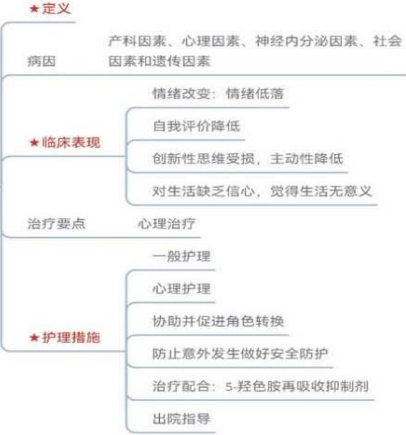 ★定义
产科因素、心理因素、神经内分泌因素、社会
病因
因素和遗传因素
情绪改变：情绪低落
自我评价降低
★临床表现
创新性思维受损，主动性降低
对生活缺乏信心，觉得生活无意义
治疗要点 心理治疗
一般护理
心理护理
协助并促进角色转换
★护理措施
防止意外发生做好安全防护
治疗配合：5-羟色胺再吸收抑制剂
出院指导